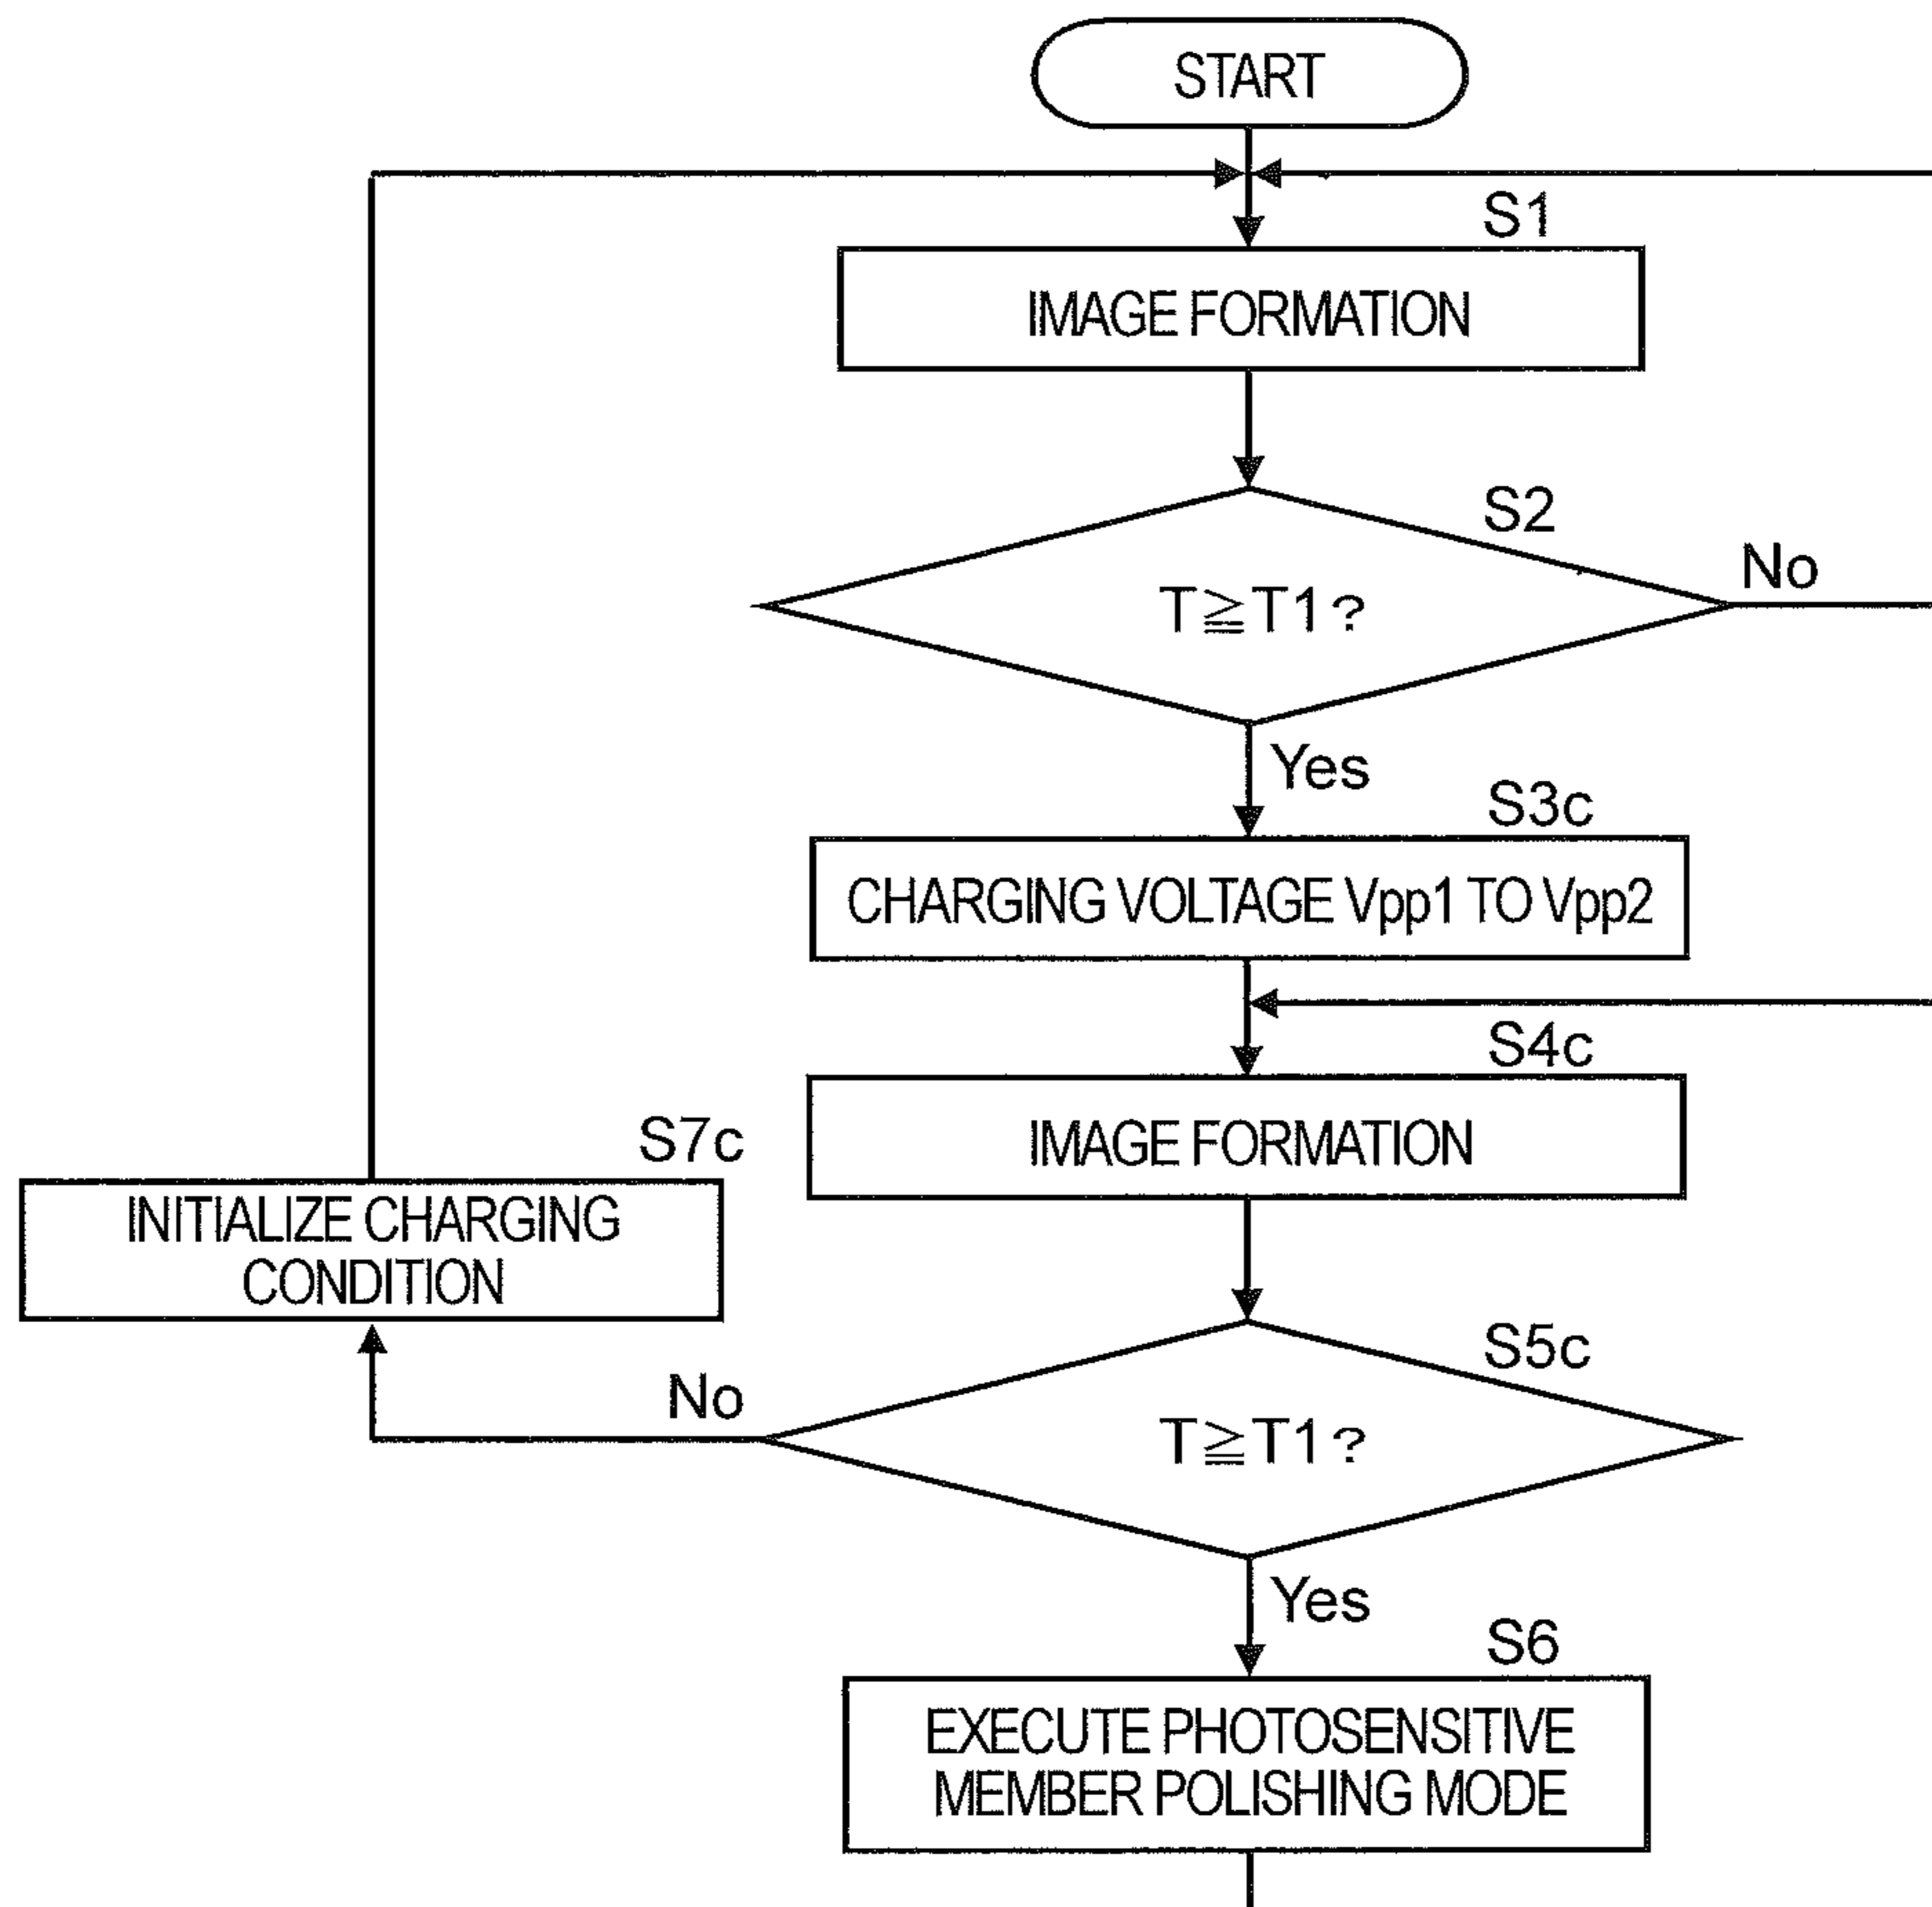 START
S1
IMAGE FORMATION
S2
T≧T1?
No
Yes
S3c
CHARGING VOLTAGE Vpp1 TO Vpp2
S4c
IMAGE FORMATION
S7c
INITIALIZE CHARGING
CONDITION
S5c
No
T≧T1?
Yes
S6
EXECUTE PHOTOSENSITIVE
MEMBER POLISHING MODE